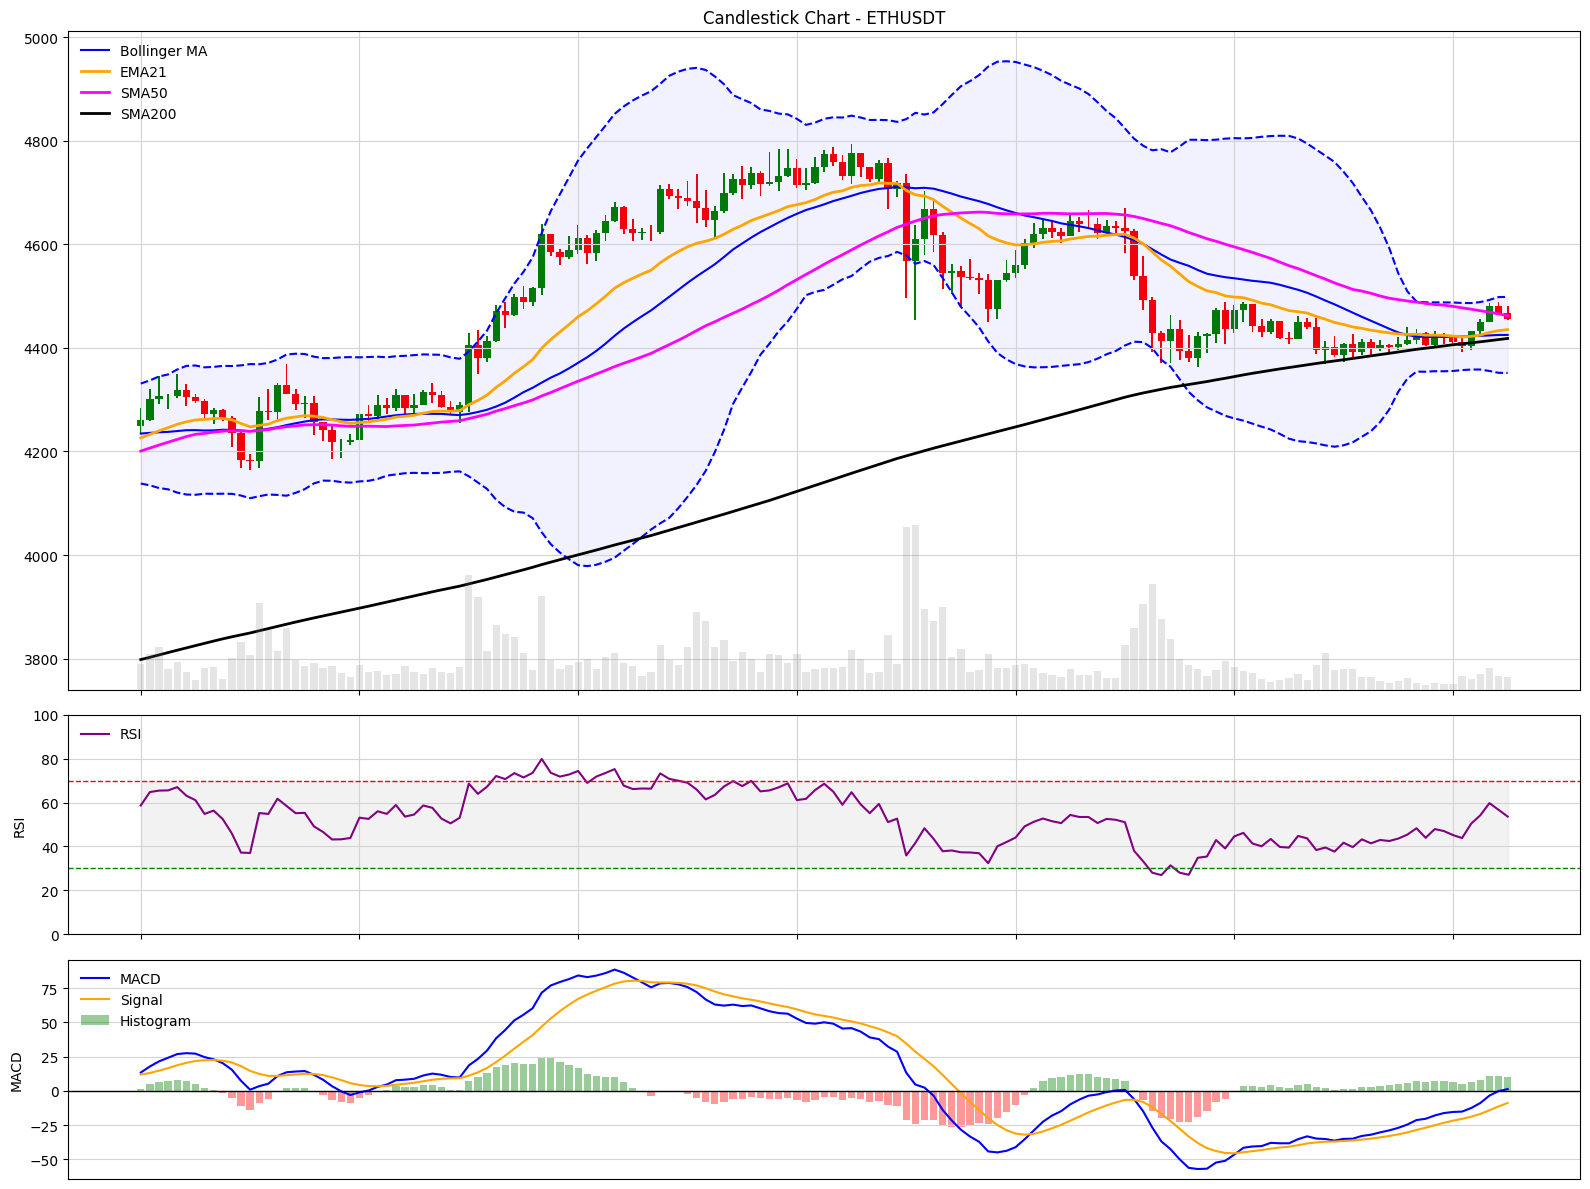 Candlestick Chart - ETHUSDT
5000
4800
4600
4400
4200
4000
3800
Bollinger MA
EMA21
SMA50
SMA200
100
80
60
40
20
0
RSI
RSI
75
50
25
0
−25
−50
MACD
MACD
Signal
Histogram